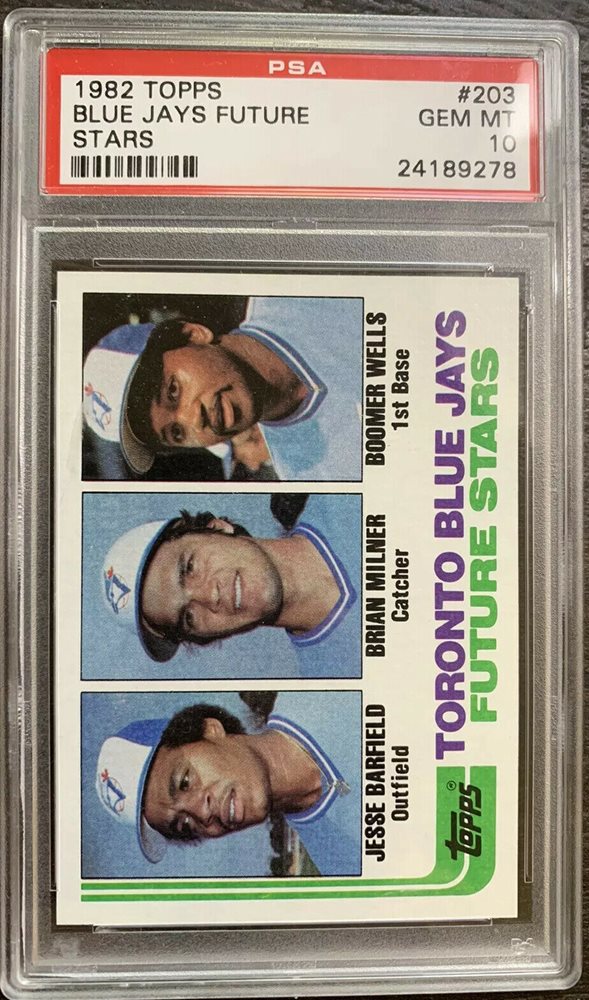 PSA
1982 TOPPS #203
BLUE JAYS FUTURE GEM MT
STARS 10
24189278
JESSE BARFIELD
Outfield
BRIAN MILNER
Catcher
BOOMER WELLS
1st Base
TOPPS®
TORONTO BLUE JAYS
FUTURE STARS